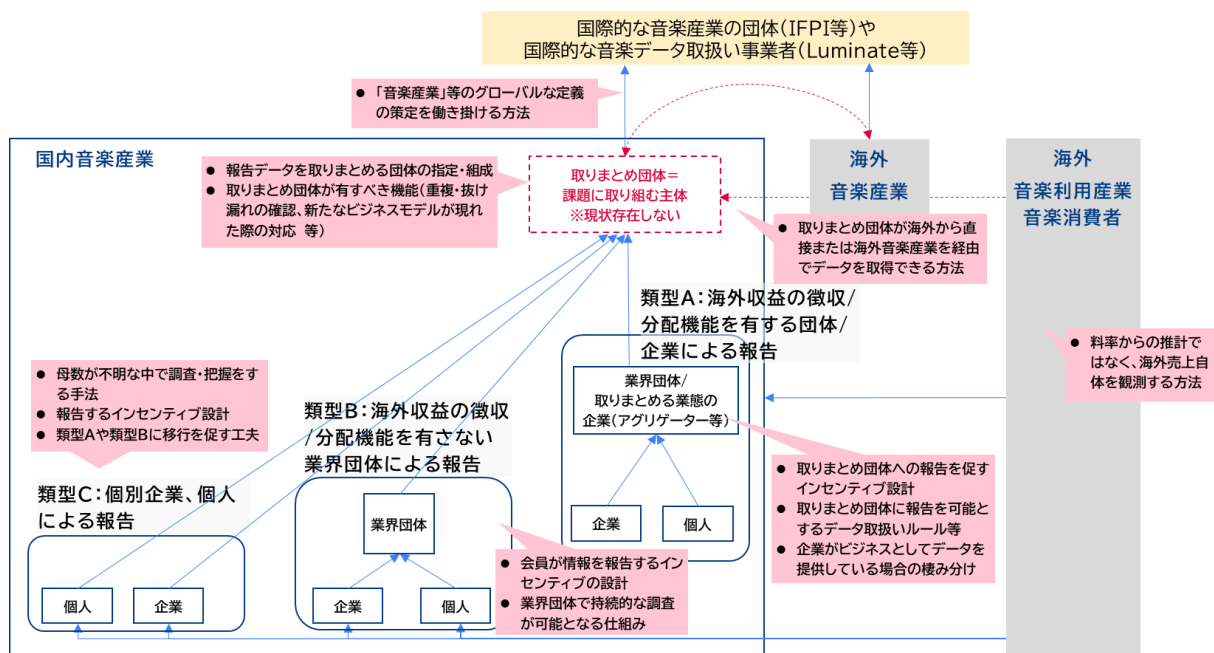 国際的な音楽産業の団体(IFPI等)や
国際的な音楽データ取扱い事業者(Luminate等)
● 「音楽産業」等のグローバルな定義
の策定を働き掛ける方法
国内音楽産業
● 報告データを取りまとめる団体の指定・組成
● 取りまとめ団体が有すべき機能(重複・抜け
漏れの確認、新たなビジネスモデルが現れ
た際の対応 等)
取りまとめ団体=
課題に取り組む主体
※現状存在しない
海外
音楽産業
海外
音楽利用産業
音楽消費者
● 取りまとめ団体が海外から直
接または海外音楽産業を経由
でデータを取得できる方法
類型A:海外収益の徴収/
分配機能を有する団体/
企業による報告
● 料率からの推計で
はなく、海外売上自
体を観測する方法
● 母数が不明な中で調査・把握をす
る手法
● 報告するインセンティブ設計
● 類型Aや類型Bに移行を促す工夫
業界団体/
取りまとめる業態の
企業(アグリゲーター等)
類型B:海外収益の徴収
/分配機能を有さない
業界団体による報告
● 取りまとめ団体への報告を促す
インセンティブ設計
● 取りまとめ団体に報告を可能と
するデータ取扱いルール等
● 企業がビジネスとしてデータを
提供している場合の棲み分け
類型C:個別企業、個人
による報告
業界団体
企業
個人
● 会員が情報を報告するイン
センティブの設計
● 業界団体で持続的な調査
が可能となる仕組み
個人
企業
企業
個人